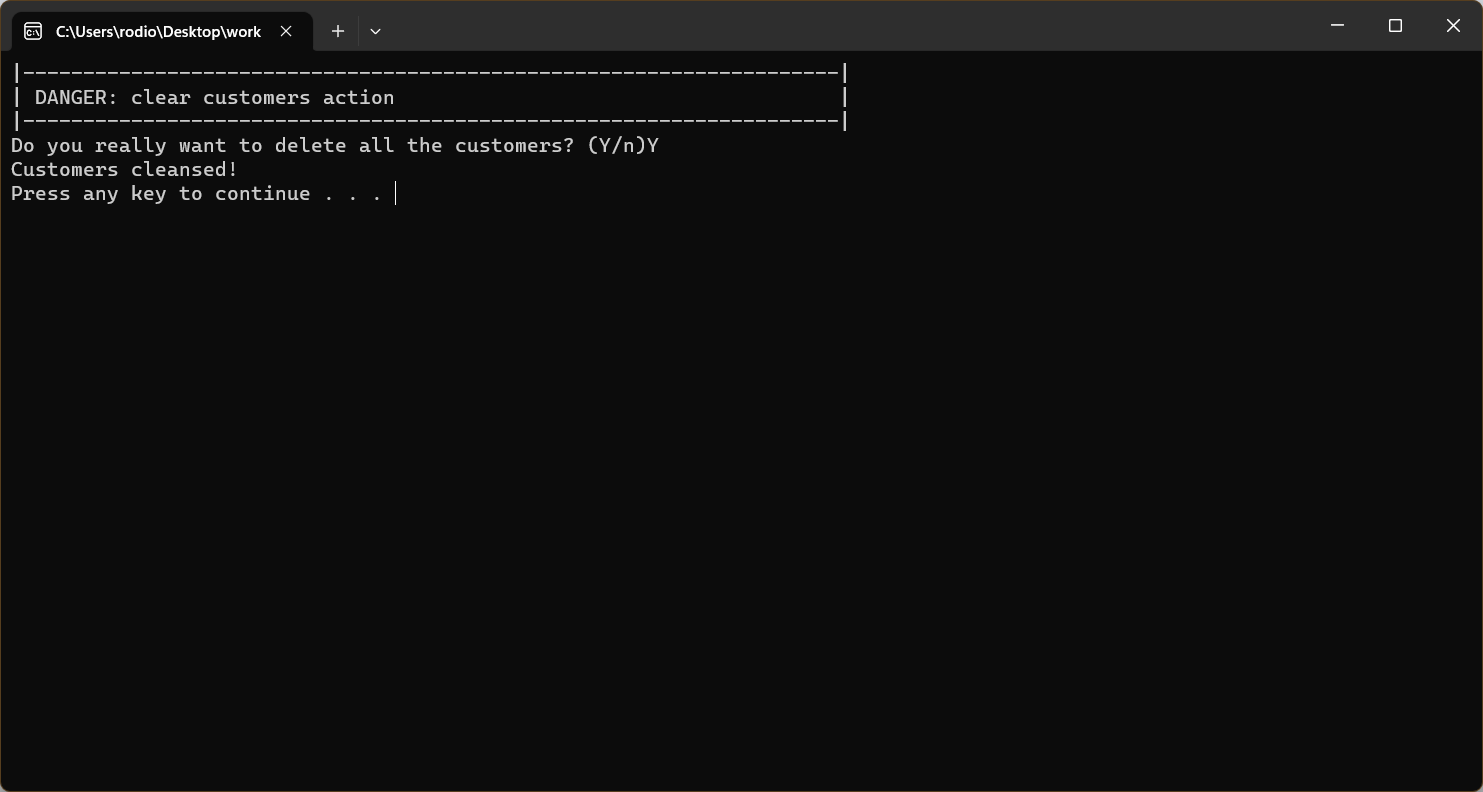 C:\Users\rodio\Desktop\work
|--------------------------------------------------------------------|
| DANGER: clear customers action                                     |
|--------------------------------------------------------------------|
Do you really want to delete all the customers? (Y/n)Y
Customers cleansed!
Press any key to continue . . .